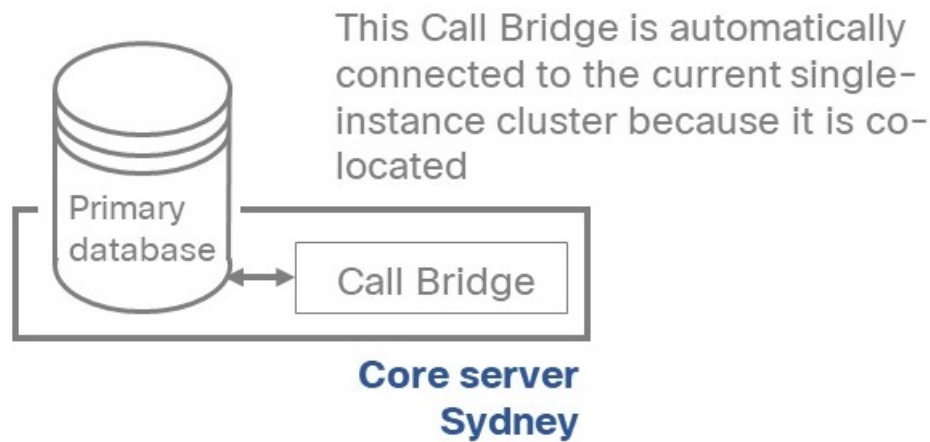 This Call Bridge is automatically
connected to the current single-
instance cluster because it is co-
located
Primary
database
Call Bridge
Core server
Sydney